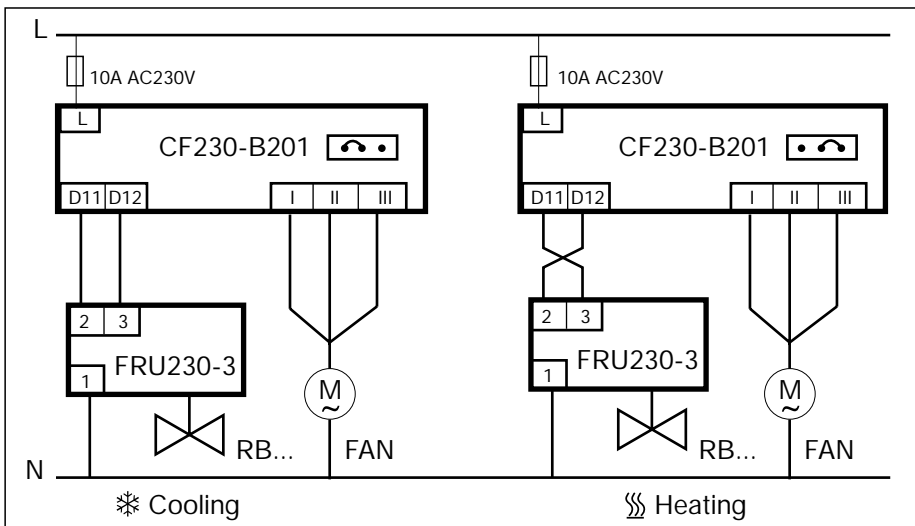 L
10A AC230V 10A AC230V
L L
CF230-B201 CF230-B201
D11 D12 I II III D11 D12 I II III
2 3 2 3
FRU230-3 FRU230-3
1 1
M M
~ ~
RB... FAN RB... FAN
N
Cooling Heating